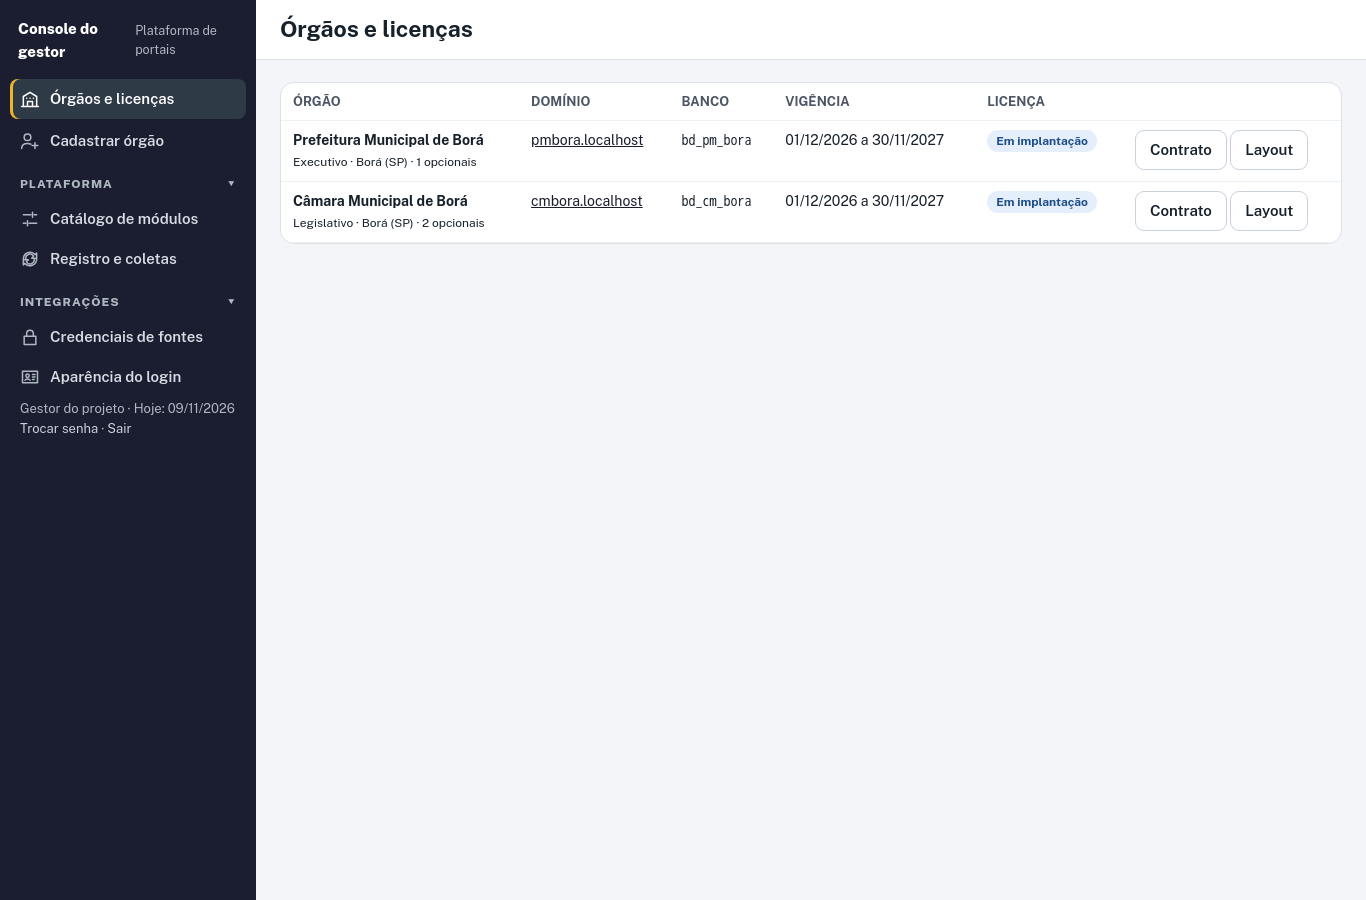 Console do gestor
Plataforma de portais
Órgãos e licenças
Cadastrar órgão
PLATAFORMA ▼
Catálogo de módulos
Registro e coletas
INTEGRAÇÕES ▼
Credenciais de fontes
Aparência do login
Gestor do projeto · Hoje: 09/11/2026
Trocar senha · Sair
Órgãos e licenças
ÓRGÃO DOMÍNIO BANCO VIGÊNCIA LICENÇA
Prefeitura Municipal de Borá pmbora.localhost bd_pm_bora 01/12/2026 a 30/11/2027 Em implantação Contrato Layout
Executivo · Borá (SP) · 1 opcionais
Câmara Municipal de Borá cmbora.localhost bd_cm_bora 01/12/2026 a 30/11/2027 Em implantação Contrato Layout
Legislativo · Borá (SP) · 2 opcionais